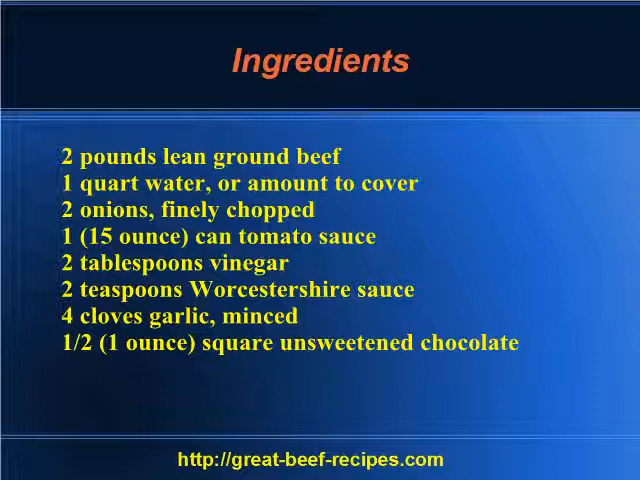 Ingredients
2 pounds lean ground beef
1 quart water, or amount to cover
2 onions, finely chopped
1 (15 ounce) can tomato sauce
2 tablespoons vinegar
2 teaspoons Worcestershire sauce
4 cloves garlic, minced
1/2 (1 ounce) square unsweetened chocolate
http://great-beef-recipes.com